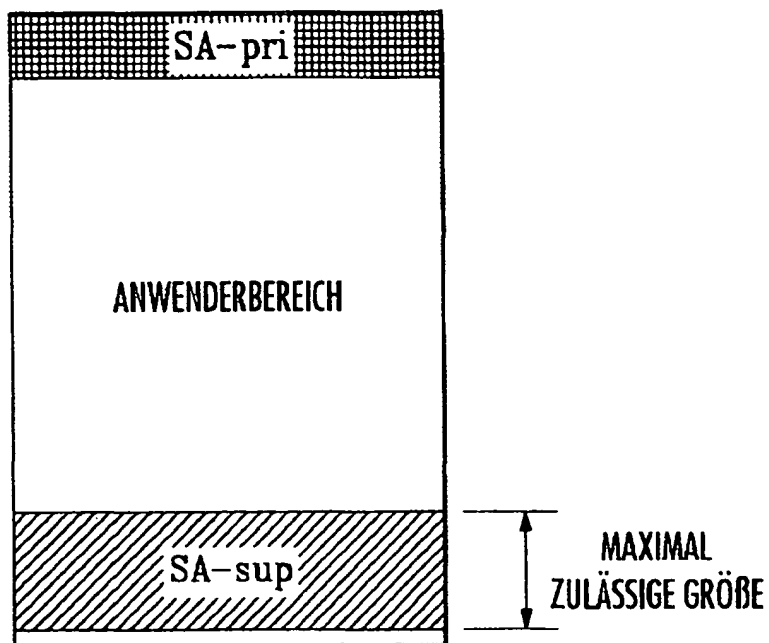 SA-pri
ANWENDERBEREICH
SA-sup
MAXIMAL
ZULÄSSIGE GRÖßE